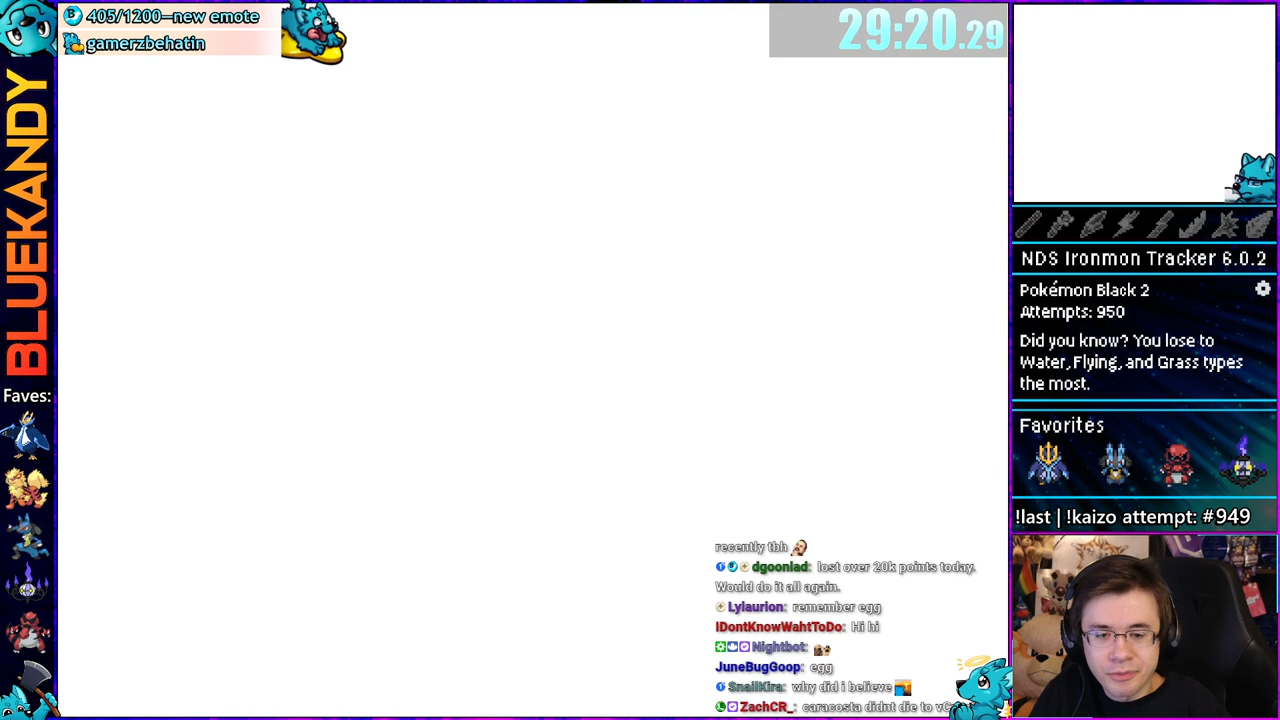 405/1200–new emote
gamerzbehatin
29:20.29
BLUEKANDY
Faves:
NDS Ironmon Tracker 6.0.2
Pokémon Black 2
Attempts: 950
Did you know? You lose to
Water, Flying, and Grass types
the most.
Favorites
!last | !kaizo attempt: #949
recently tbh
dgoonlad: lost over 20k points today.
Would do it all again.
Lylaurion: remember egg
IDontKnowWahtToDo: Hi hi
Nightbot:
JuneBugGoop: egg
SnailKira: why did i believe
ZachCR_: caracosta didnt die to